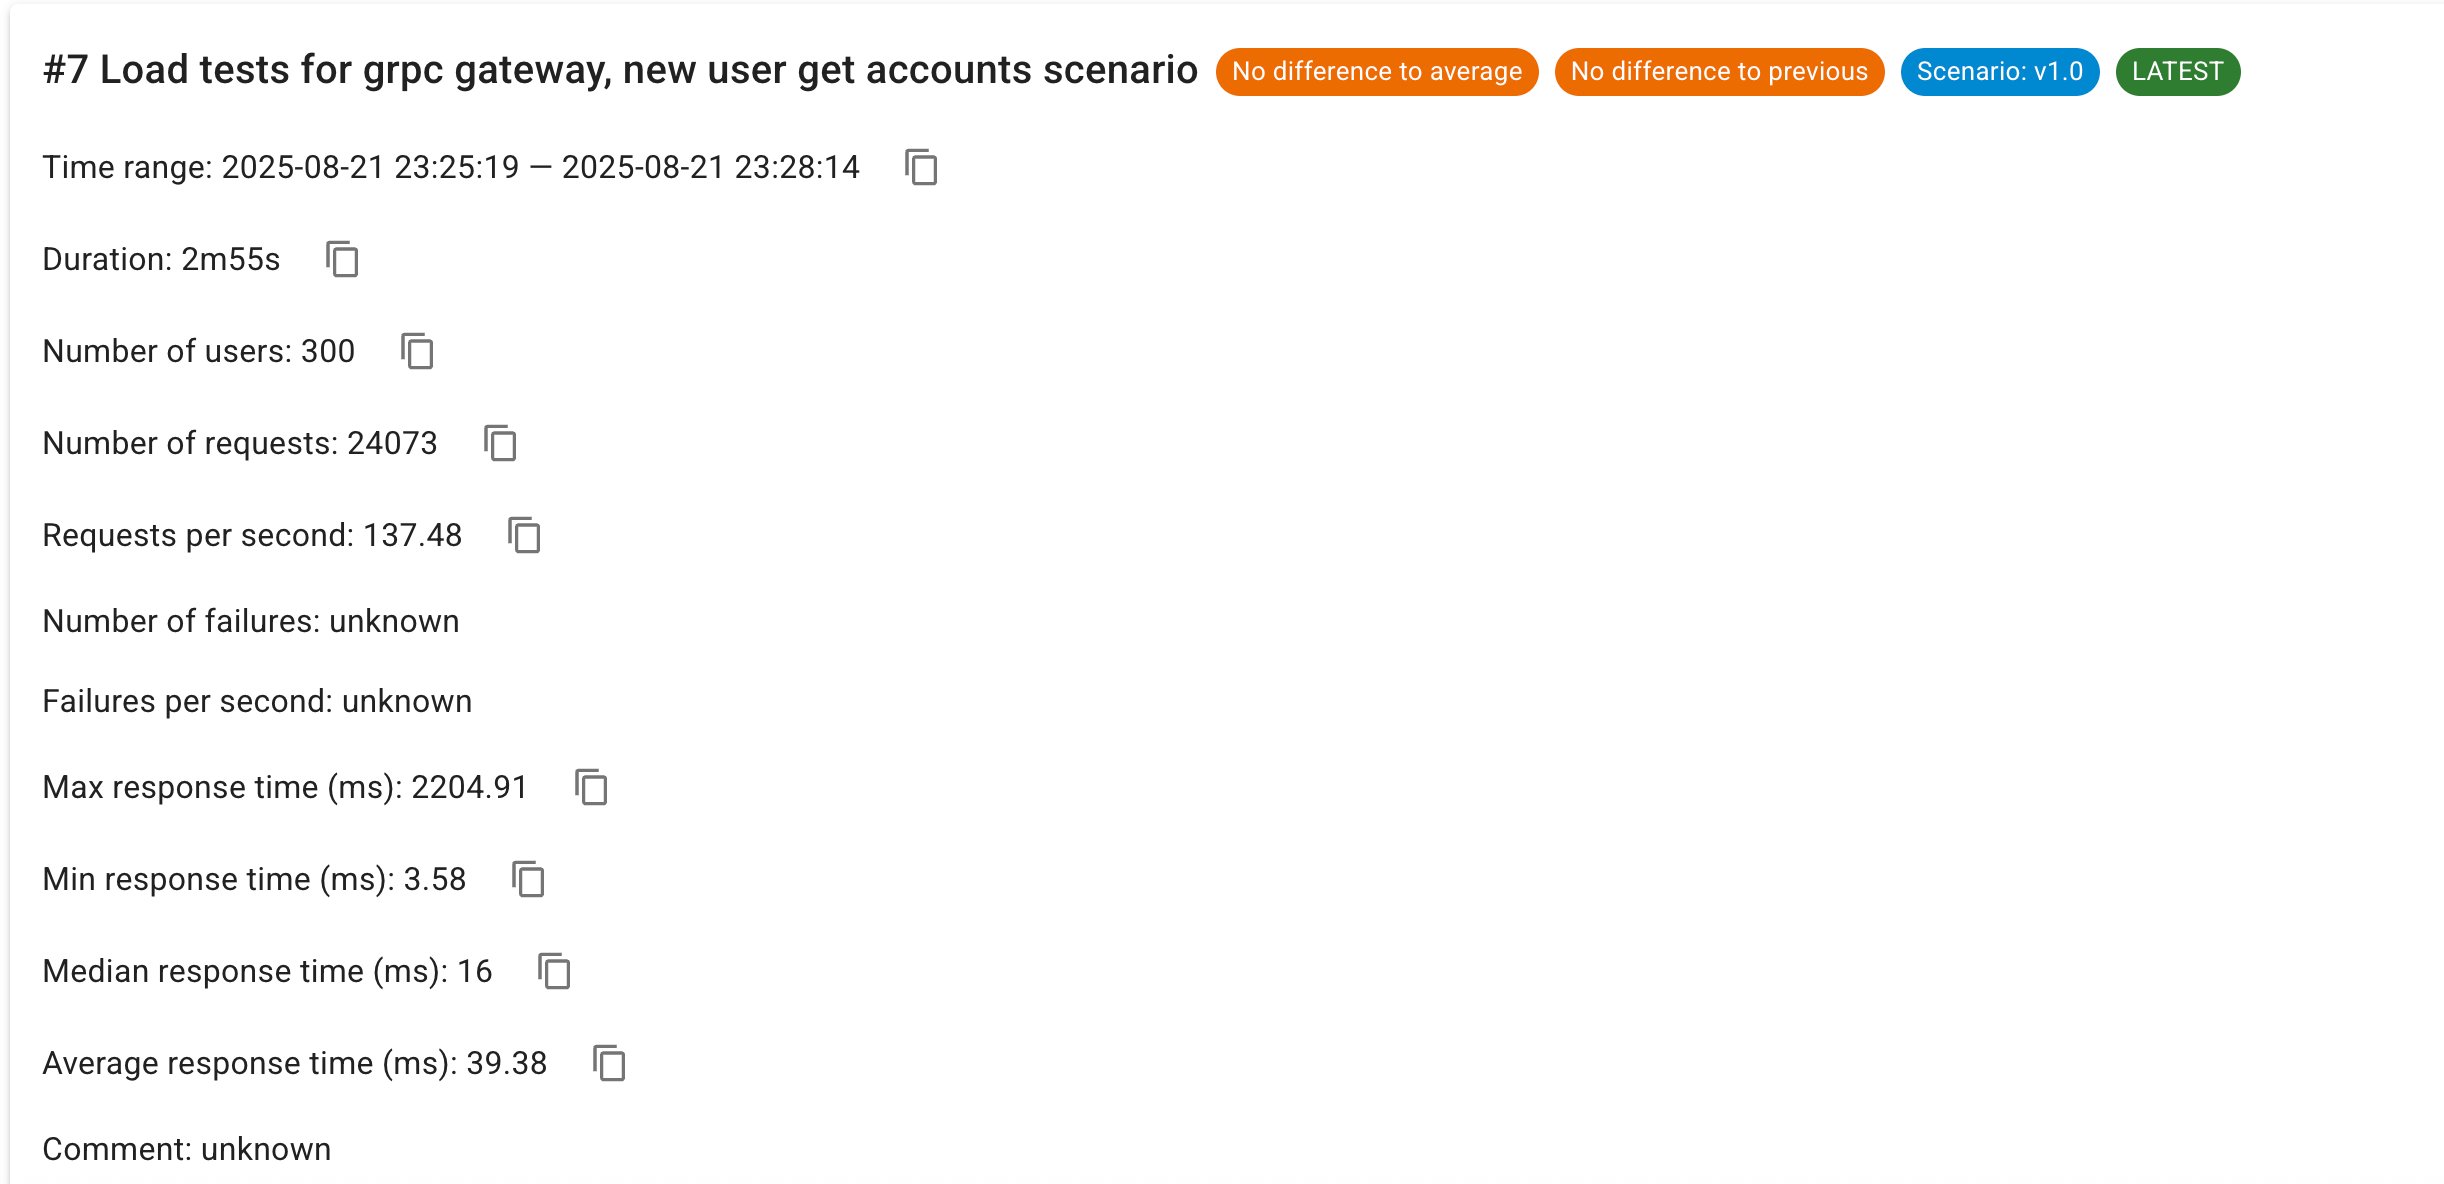 #7 Load tests for grpc gateway, new user get accounts scenario No difference to average No difference to previous Scenario: v1.0 LATEST
Time range: 2025-08-21 23:25:19 — 2025-08-21 23:28:14
Duration: 2m55s
Number of users: 300
Number of requests: 24073
Requests per second: 137.48
Number of failures: unknown
Failures per second: unknown
Max response time (ms): 2204.91
Min response time (ms): 3.58
Median response time (ms): 16
Average response time (ms): 39.38
Comment: unknown